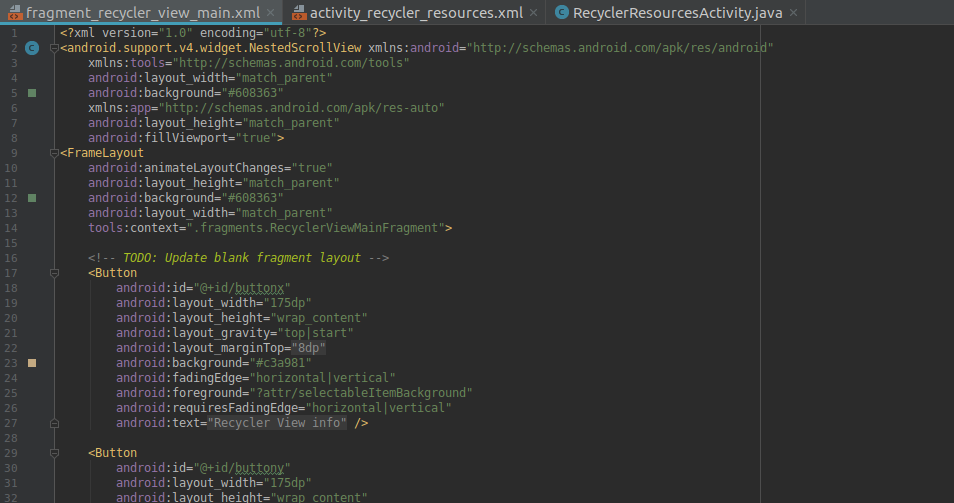 fragment_recycler_view_main.xml × activity_recycler_resources.xml × C RecyclerResourcesActivity.java ×
1 <?xml version="1.0" encoding="utf-8"?>
2 C <android.support.v4.widget.NestedScrollView xmlns:android="http://schemas.android.com/apk/res/android"
3 xmlns:tools="http://schemas.android.com/tools"
4 android:layout_width="match_parent"
5 android:background="#608363"
6 xmlns:app="http://schemas.android.com/apk/res-auto"
7 android:layout_height="match_parent"
8 android:fillViewport="true">
9 <FrameLayout
10 android:animateLayoutChanges="true"
11 android:layout_height="match_parent"
12 android:background="#608363"
13 android:layout_width="match_parent"
14 tools:context=".fragments.RecyclerViewMainFragment">
15
16 <!-- TODO: Update blank fragment layout -->
17 <Button
18 android:id="@+id/buttonx"
19 android:layout_width="175dp"
20 android:layout_height="wrap_content"
21 android:layout_gravity="top|start"
22 android:layout_marginTop="8dp"
23 android:background="#c3a981"
24 android:fadingEdge="horizontal|vertical"
25 android:foreground="?attr/selectableItemBackground"
26 android:requiresFadingEdge="horizontal|vertical"
27 android:text="Recycler View info" />
28
29 <Button
30 android:id="@+id/buttony"
31 android:layout_width="175dp"
32 android:layout_height="wrap_content"